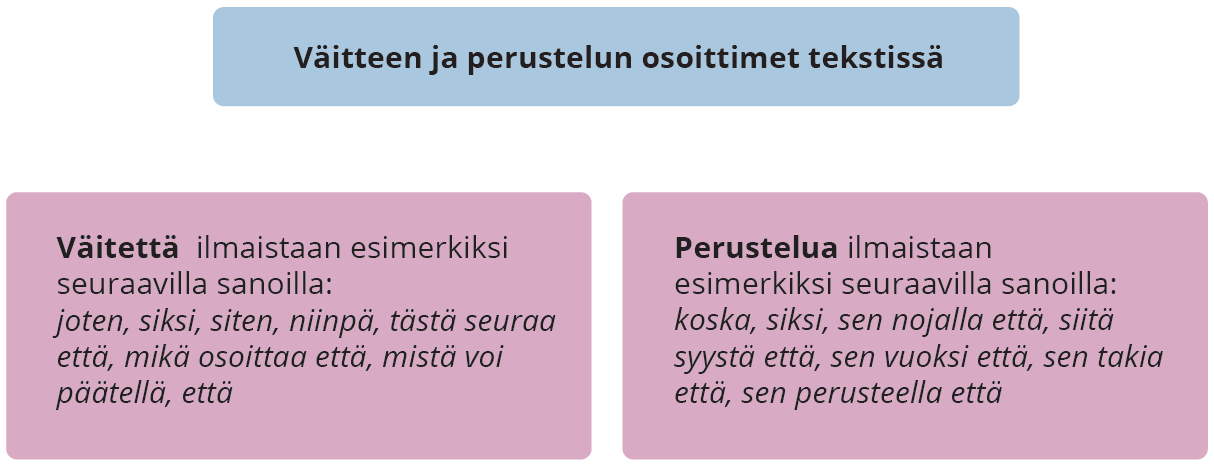 Väitteen ja perustelun osoittimet tekstissä
Väitettä ilmaistaan esimerkiksi
seuraavilla sanoilla:
joten, siksi, siten, niinpä, tästä seuraa
että, mikä osoittaa että, mistä voi
päätellä, että
Perustelua ilmaistaan
esimerkiksi seuraavilla sanoilla:
koska, siksi, sen nojalla että, siitä
syystä että, sen vuoksi että, sen takia
että, sen perusteella että